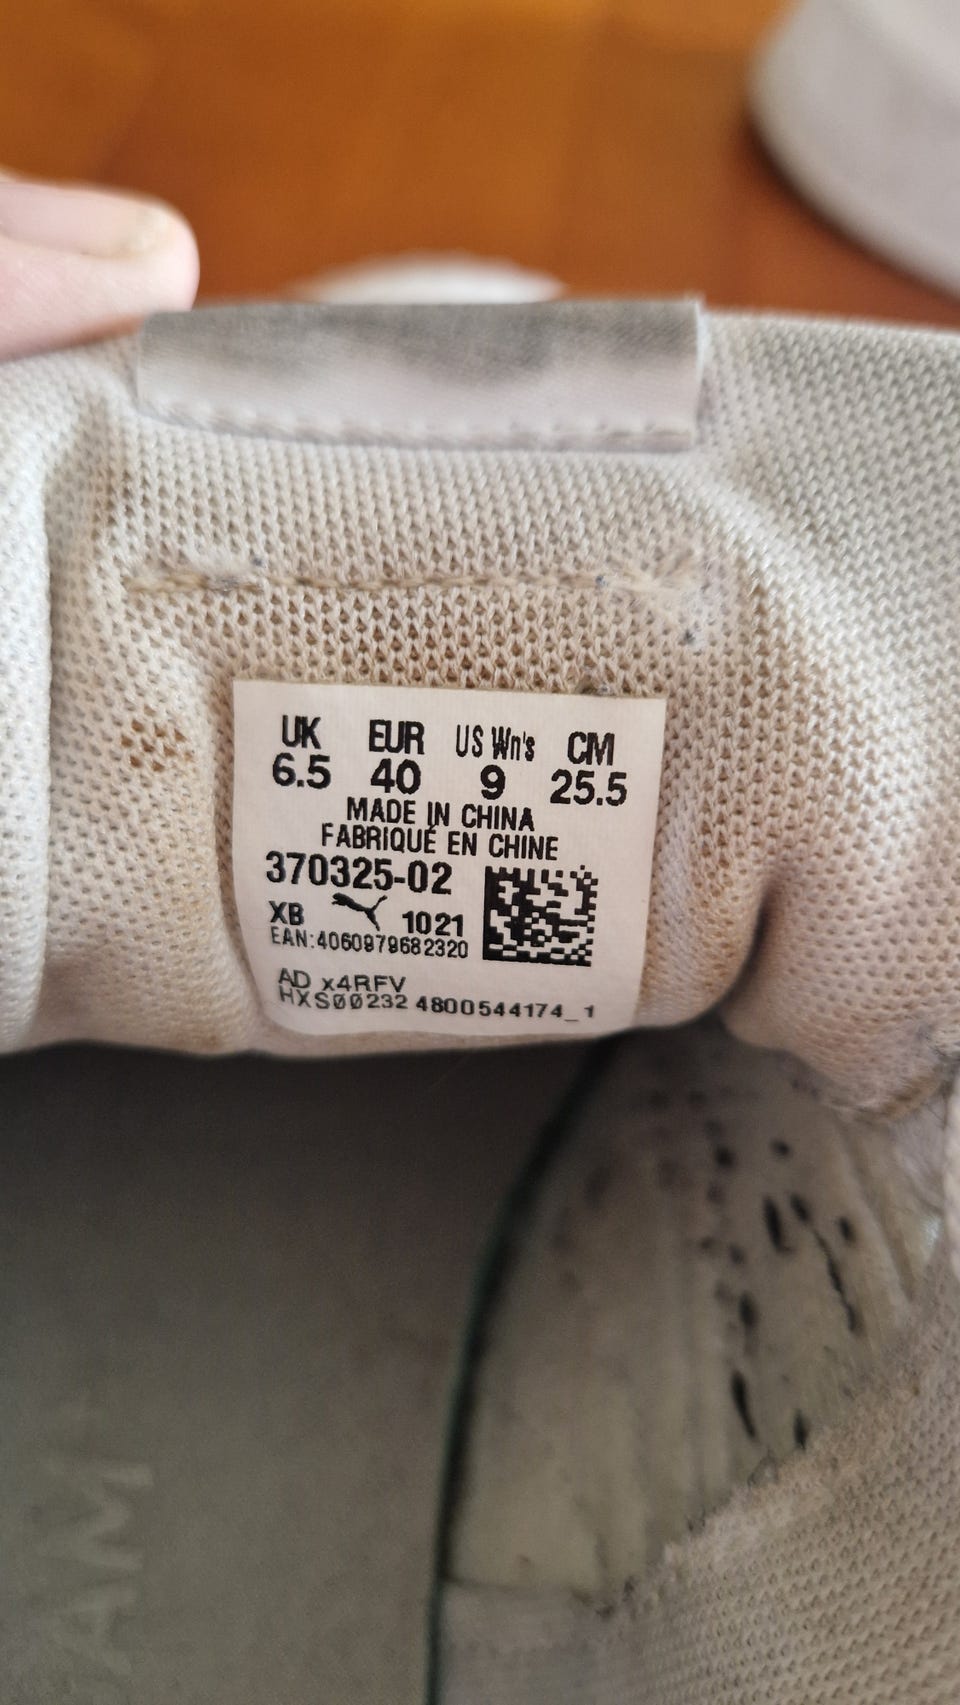 UK EUR US Wn's CM
6.5 40 9 25.5
MADE IN CHINA
FABRIQUÉ EN CHINE
370325-02
XB 1021
EAN:4060979682320
AD x4RFV
HXS00232 4800544174_1